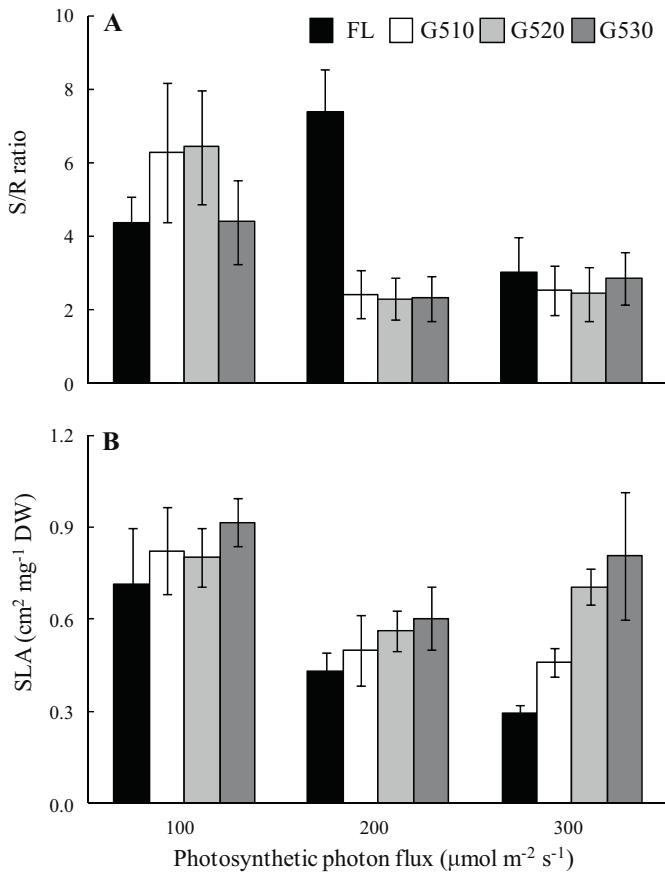 A
FL G510 G520 G530
S/R ratio
10
8
6
4
2
0
B
SLA (cm² mg⁻¹ DW)
1.2
0.9
0.6
0.3
0.0
100 200 300
Photosynthetic photon flux (μmol m⁻² s⁻¹)